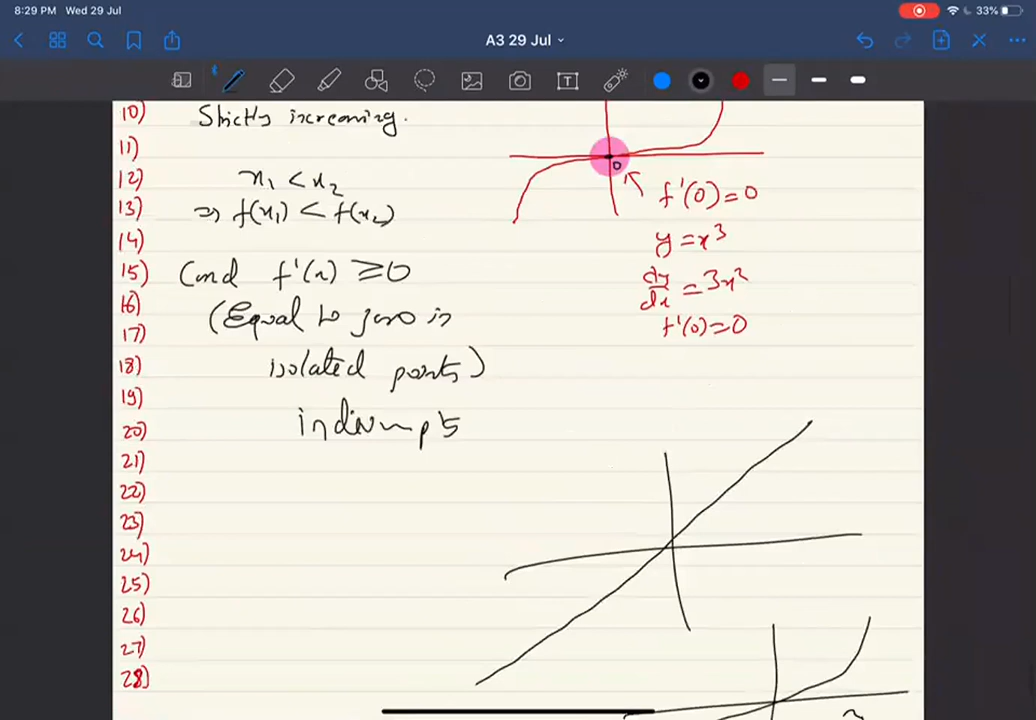 8:29 PM Wed 29 Jul
33%
A3 29 Jul
T
10) Strictly increasing.
11)
12) x₁ < x₂
13) ⇒ f(x₁) < f(x₂)
14)
15) Cond f'(x) ≥ 0
16) (Equal to zero in
17)
18) isolated points)
19)
20)
21)
22)
23)
24)
25)
26)
27)
28)
0
f'(0) = 0
y = x³
dy/dx = 3x²
f'(0) = 0